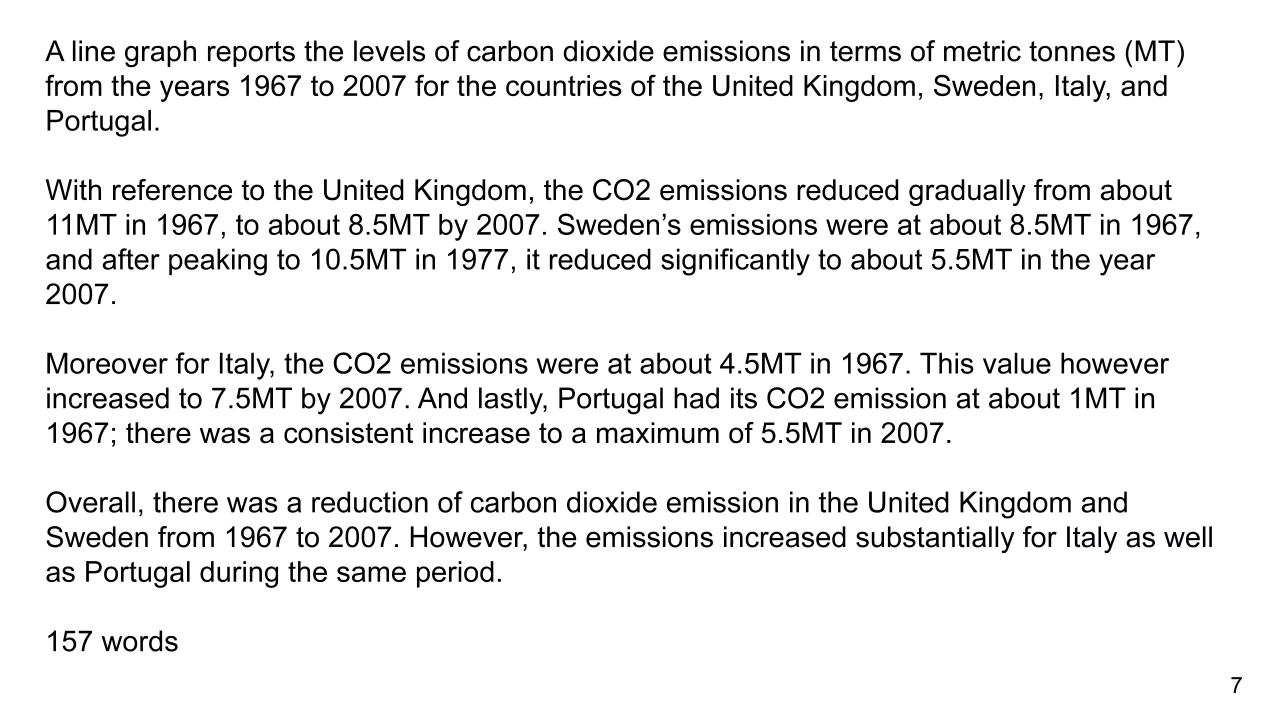 A line graph reports the levels of carbon dioxide emissions in terms of metric tonnes (MT)
from the years 1967 to 2007 for the countries of the United Kingdom, Sweden, Italy, and
Portugal.
With reference to the United Kingdom, the CO2 emissions reduced gradually from about
11MT in 1967, to about 8.5MT by 2007. Sweden’s emissions were at about 8.5MT in 1967,
and after peaking to 10.5MT in 1977, it reduced significantly to about 5.5MT in the year
2007.
Moreover for Italy, the CO2 emissions were at about 4.5MT in 1967. This value however
increased to 7.5MT by 2007. And lastly, Portugal had its CO2 emission at about 1MT in
1967; there was a consistent increase to a maximum of 5.5MT in 2007.
Overall, there was a reduction of carbon dioxide emission in the United Kingdom and
Sweden from 1967 to 2007. However, the emissions increased substantially for Italy as well
as Portugal during the same period.
157 words
7